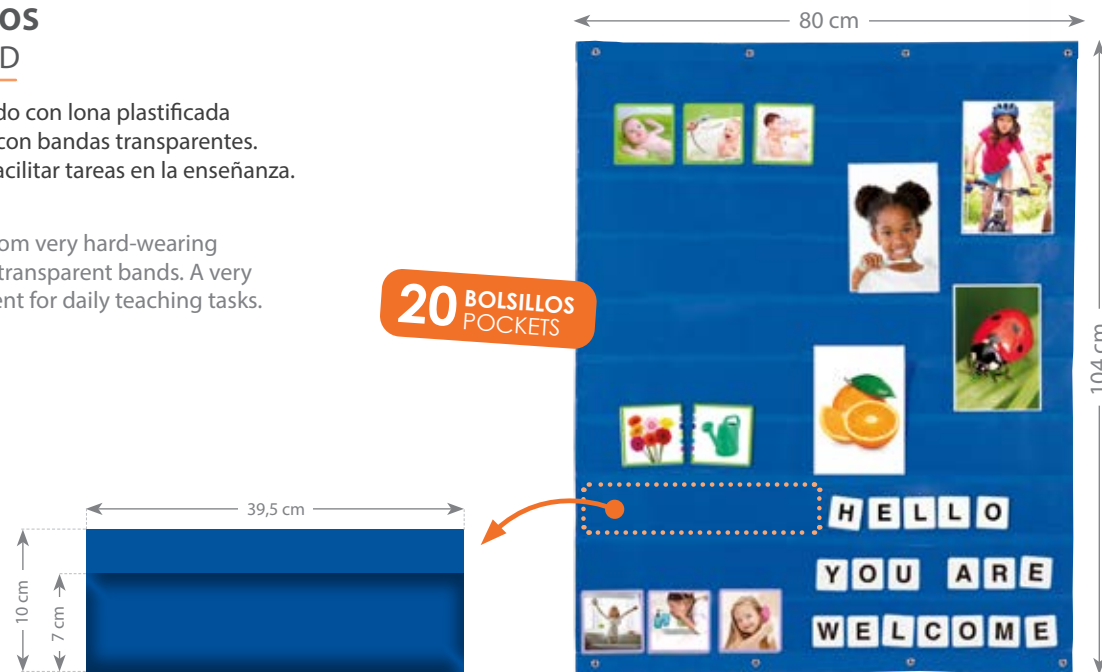 OS
D
do con lona plastificada
con bandas transparentes.
acilitar tareas en la enseñanza.
om very hard-wearing
transparent bands. A very
ent for daily teaching tasks.
20 BOLSILLOS
POCKETS
80 cm
104 cm
HELLO
YOU ARE
WELCOME
39,5 cm
10 cm
7 cm